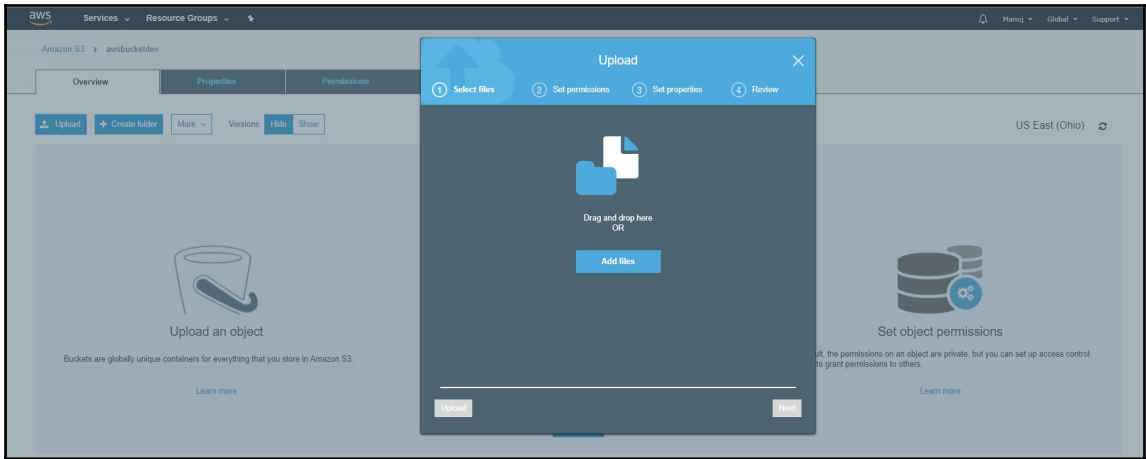 aws Services Resource Groups Manoj Global Support
Amazon S3 > awsbucketdev
Overview Properties Permissions
Upload + Create folder More Versions Hide Show
US East (Ohio)
Upload an object
Buckets are globally unique containers for everything that you store in Amazon S3.
Learn more
Upload
1 Select files 2 Set permissions 3 Set properties 4 Review
Drag and drop here
OR
Add files
Upload Next
Set object permissions
the permissions on an object are private, but you can set up access control
to grant permissions to others.
Learn more